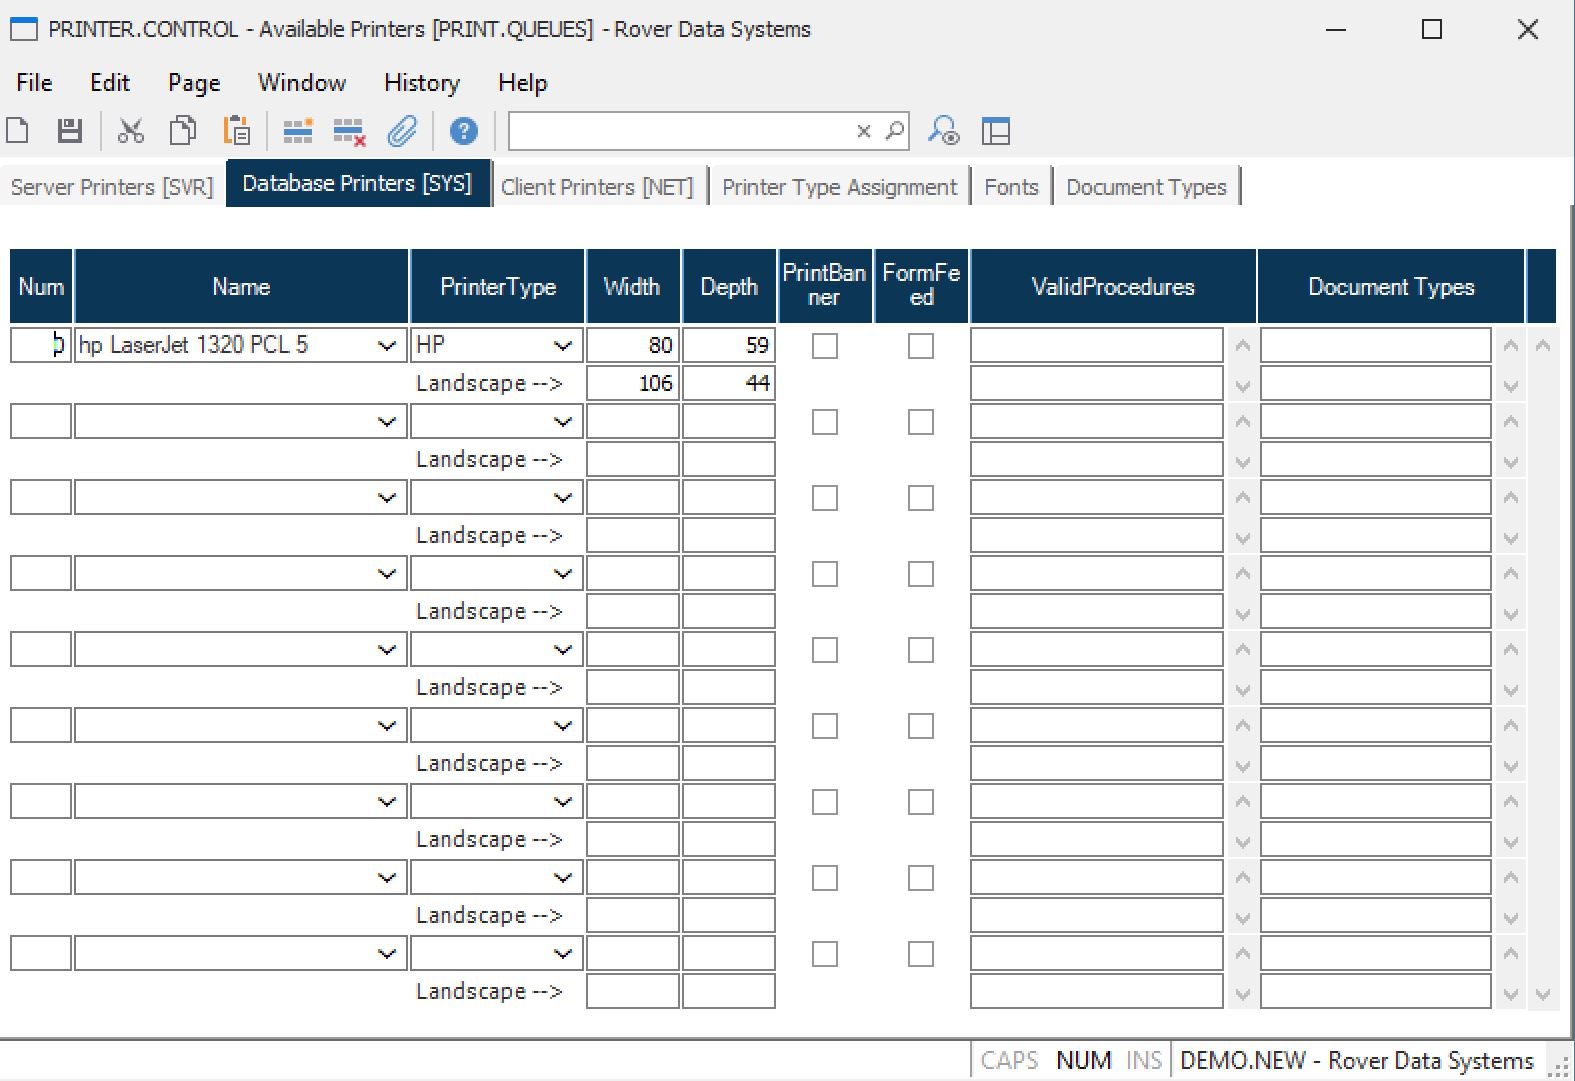 PRINTER.CONTROL - Available Printers [PRINT.QUEUES] - Rover Data Systems
File Edit Page Window History Help
Server Printers [SVR] Database Printers [SYS] Client Printers [NET] Printer Type Assignment Fonts Document Types
Num Name PrinterType Width Depth PrintBanner FormFeed ValidProcedures Document Types
0 hp LaserJet 1320 PCL 5 HP 80 59
Landscape --> 106 44
Landscape -->
Landscape -->
Landscape -->
Landscape -->
Landscape -->
Landscape -->
Landscape -->
Landscape -->
CAPS NUM INS DEMO.NEW - Rover Data Systems